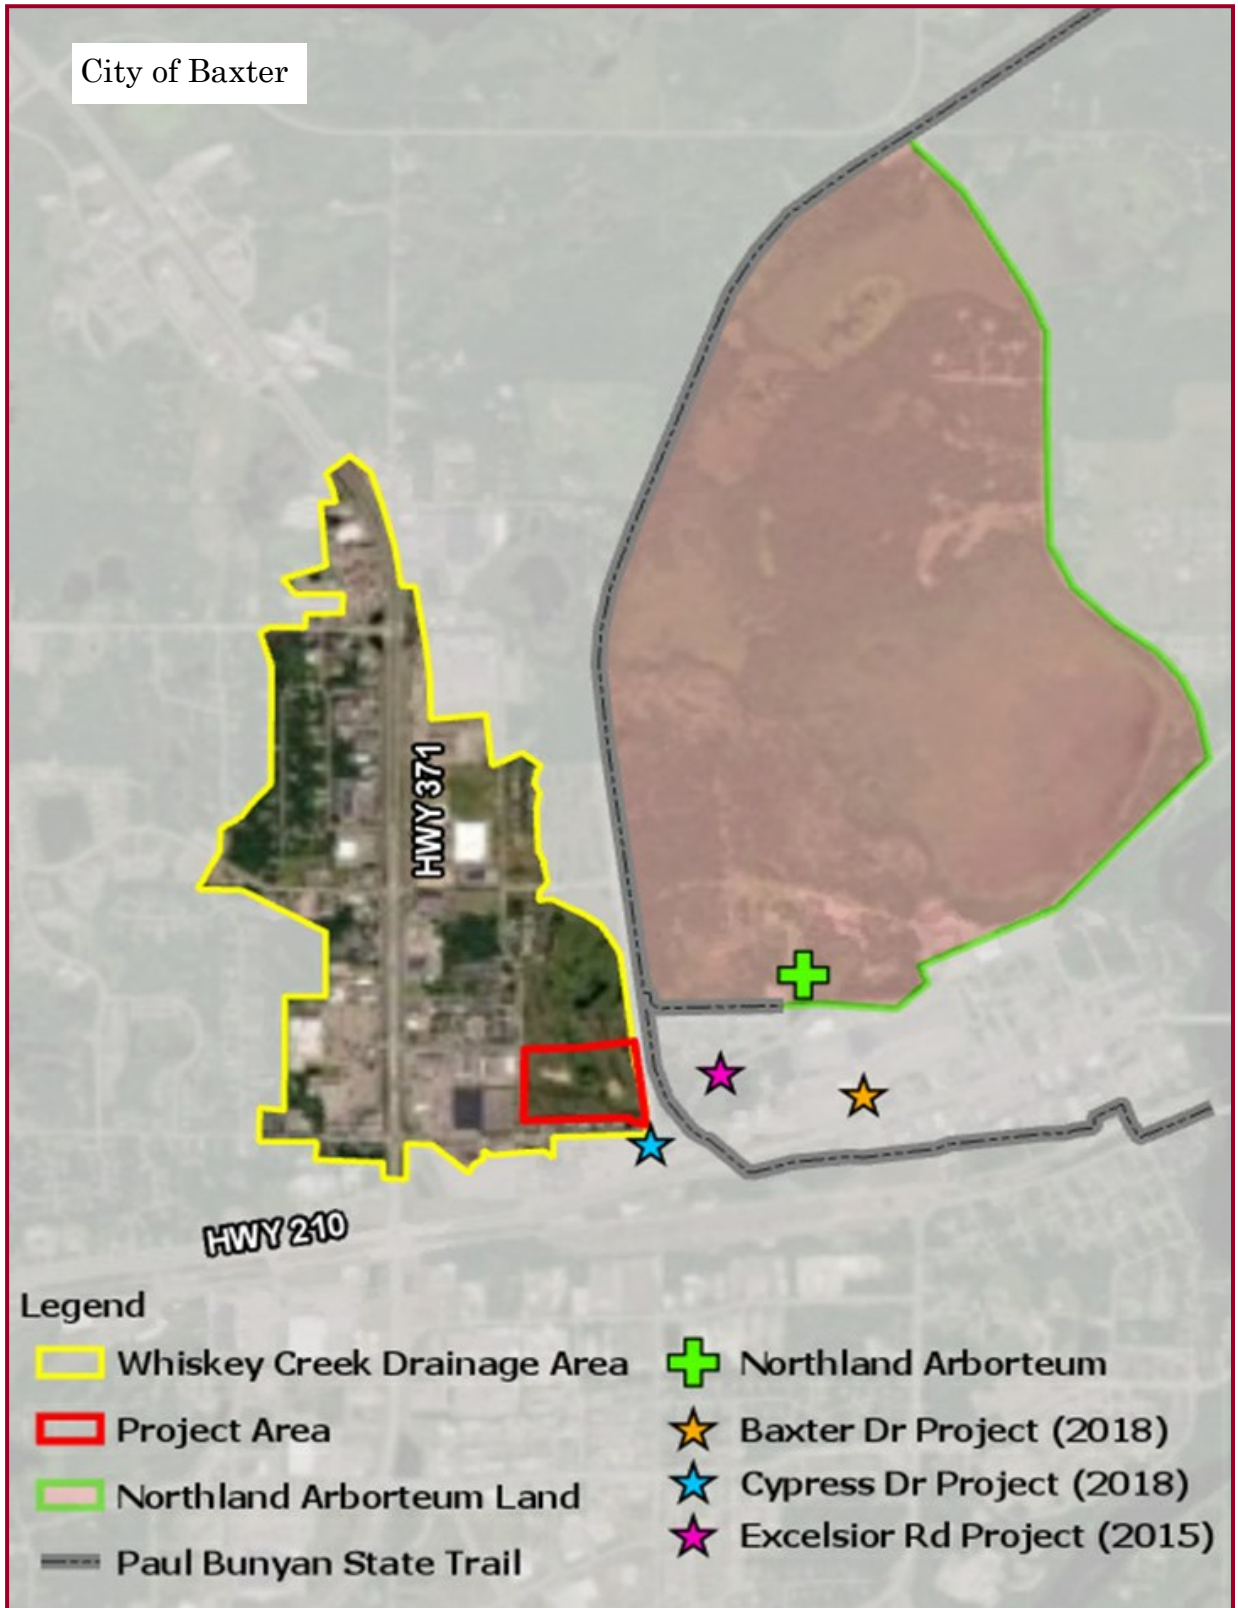 City of Baxter
HWY 371
HWY 210
Legend
Whiskey Creek Drainage Area
Project Area
Northland Arborteum Land
Paul Bunyan State Trail
Northland Arborteum
Baxter Dr Project (2018)
Cypress Dr Project (2018)
Excelsior Rd Project (2015)